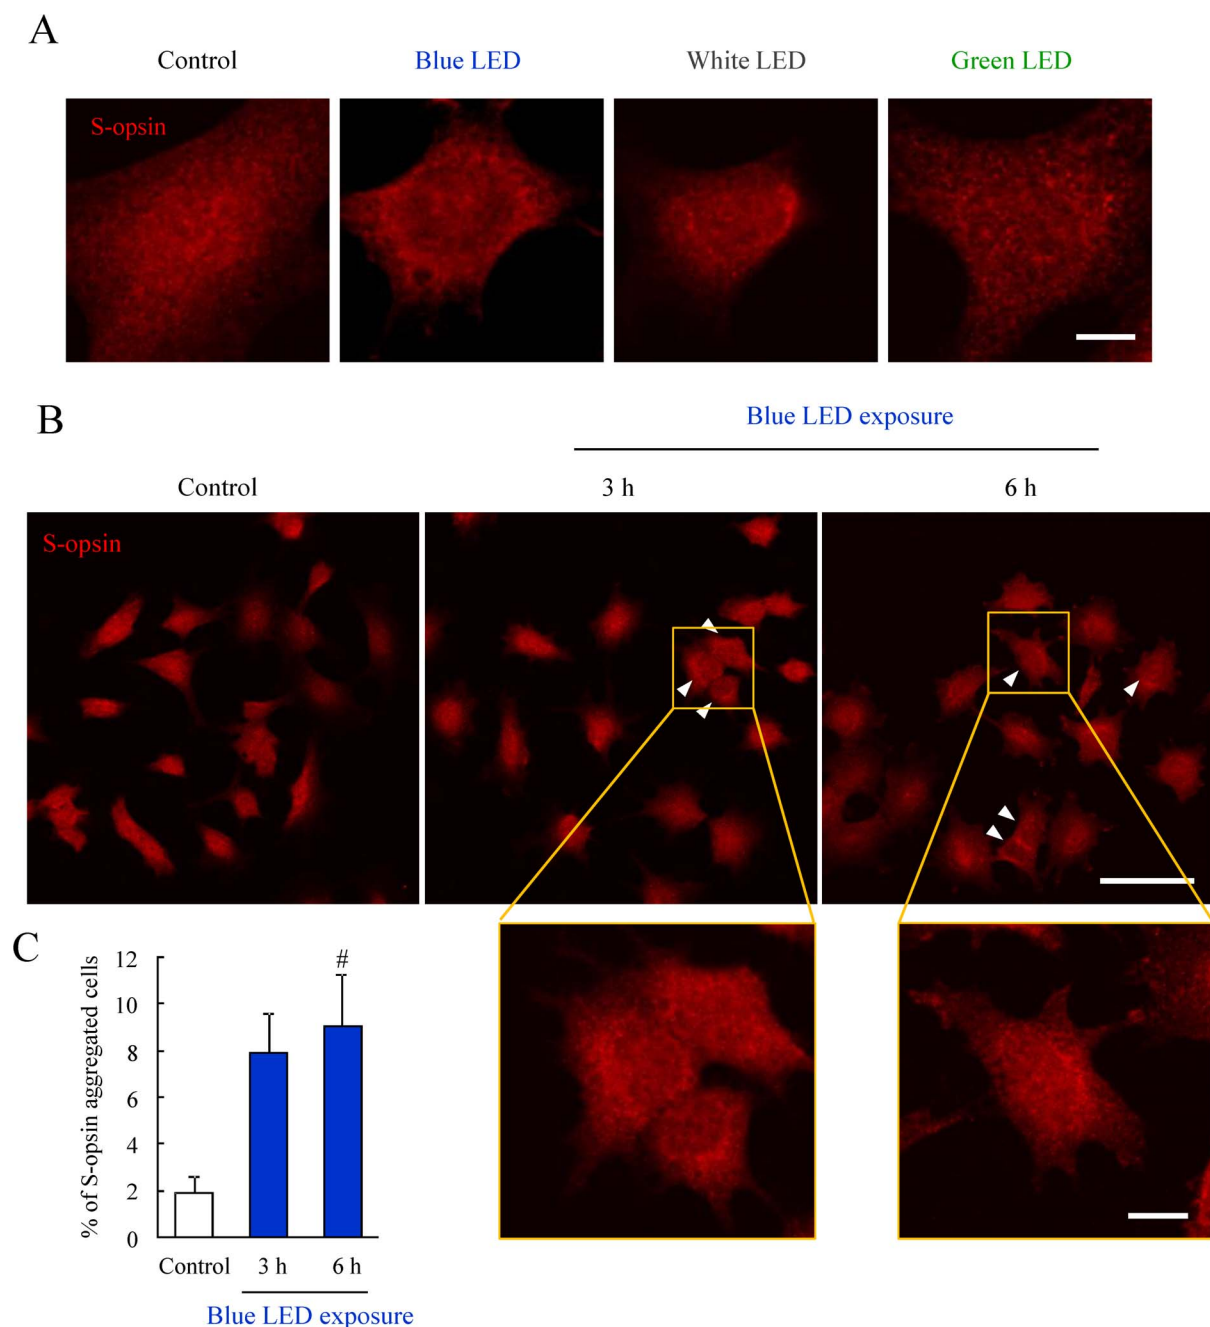 A
Control
Blue LED
White LED
Green LED
S-opsin
B
Blue LED exposure
Control
3 h
6 h
S-opsin
C
% of S-opsin aggregated cells
12
10
8
6
4
2
0
#
Control
3 h
6 h
Blue LED exposure